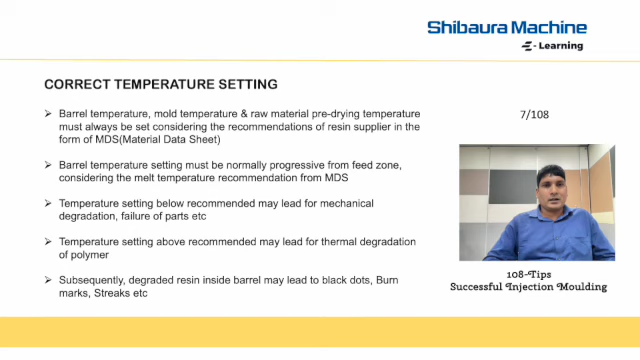 Shibaura Machine
E - Learning
CORRECT TEMPERATURE SETTING
➢ Barrel temperature, mold temperature & raw material pre-drying temperature
must always be set considering the recommendations of resin supplier in the
form of MDS(Material Data Sheet)
➢ Barrel temperature setting must be normally progressive from feed zone,
considering the melt temperature recommendation from MDS
➢ Temperature setting below recommended may lead for mechanical
degradation, failure of parts etc
➢ Temperature setting above recommended may lead for thermal degradation
of polymer
➢ Subsequently, degraded resin inside barrel may lead to black dots, Burn
marks, Streaks etc
7/108
108-Tips
Successful Injection Moulding